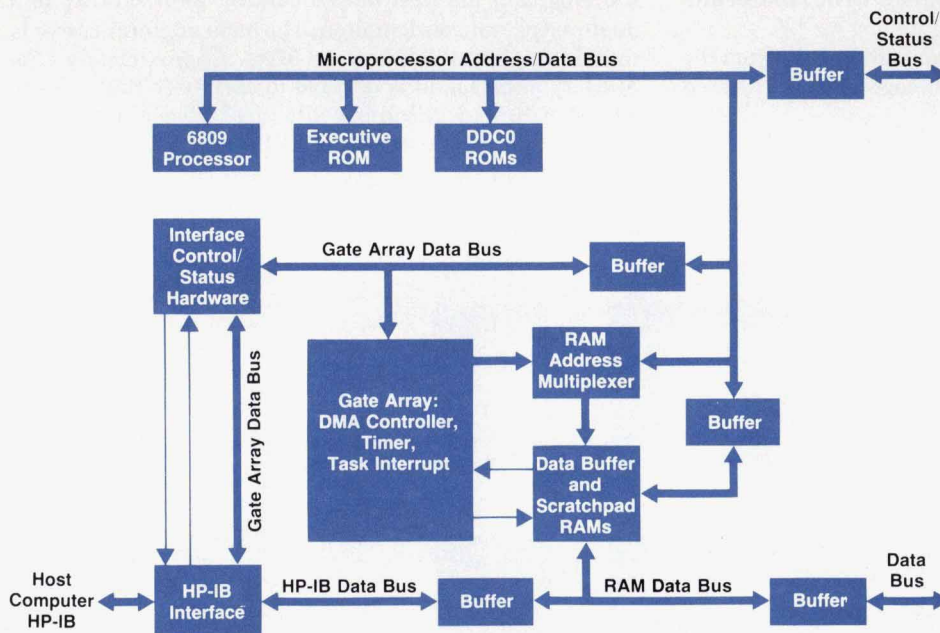 Control/
Status
Bus
Microprocessor Address/Data Bus
Buffer
6809
Processor
Executive
ROM
DDC0
ROMs
Interface
Control/
Status
Hardware
Gate Array Data Bus
Buffer
Gate Array Data Bus
Gate Array:
DMA Controller,
Timer,
Task Interrupt
RAM
Address
Multiplexer
Buffer
Data Buffer
and
Scratchpad
RAMs
Host
Computer
HP-IB
HP-IB
Interface
HP-IB Data Bus
Buffer
RAM Data Bus
Buffer
Data
Bus